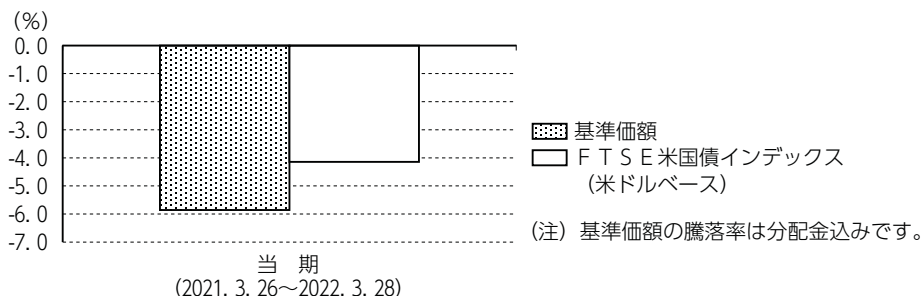 (%)
0. 0
-1. 0
-2. 0
-3. 0
-4. 0
-5. 0
-6. 0
-7. 0
当 期
(2021. 3. 26～2022. 3. 28)
基準価額
ＦＴＳＥ米国債インデックス
(米ドルベース)
(注) 基準価額の騰落率は分配金込みです。